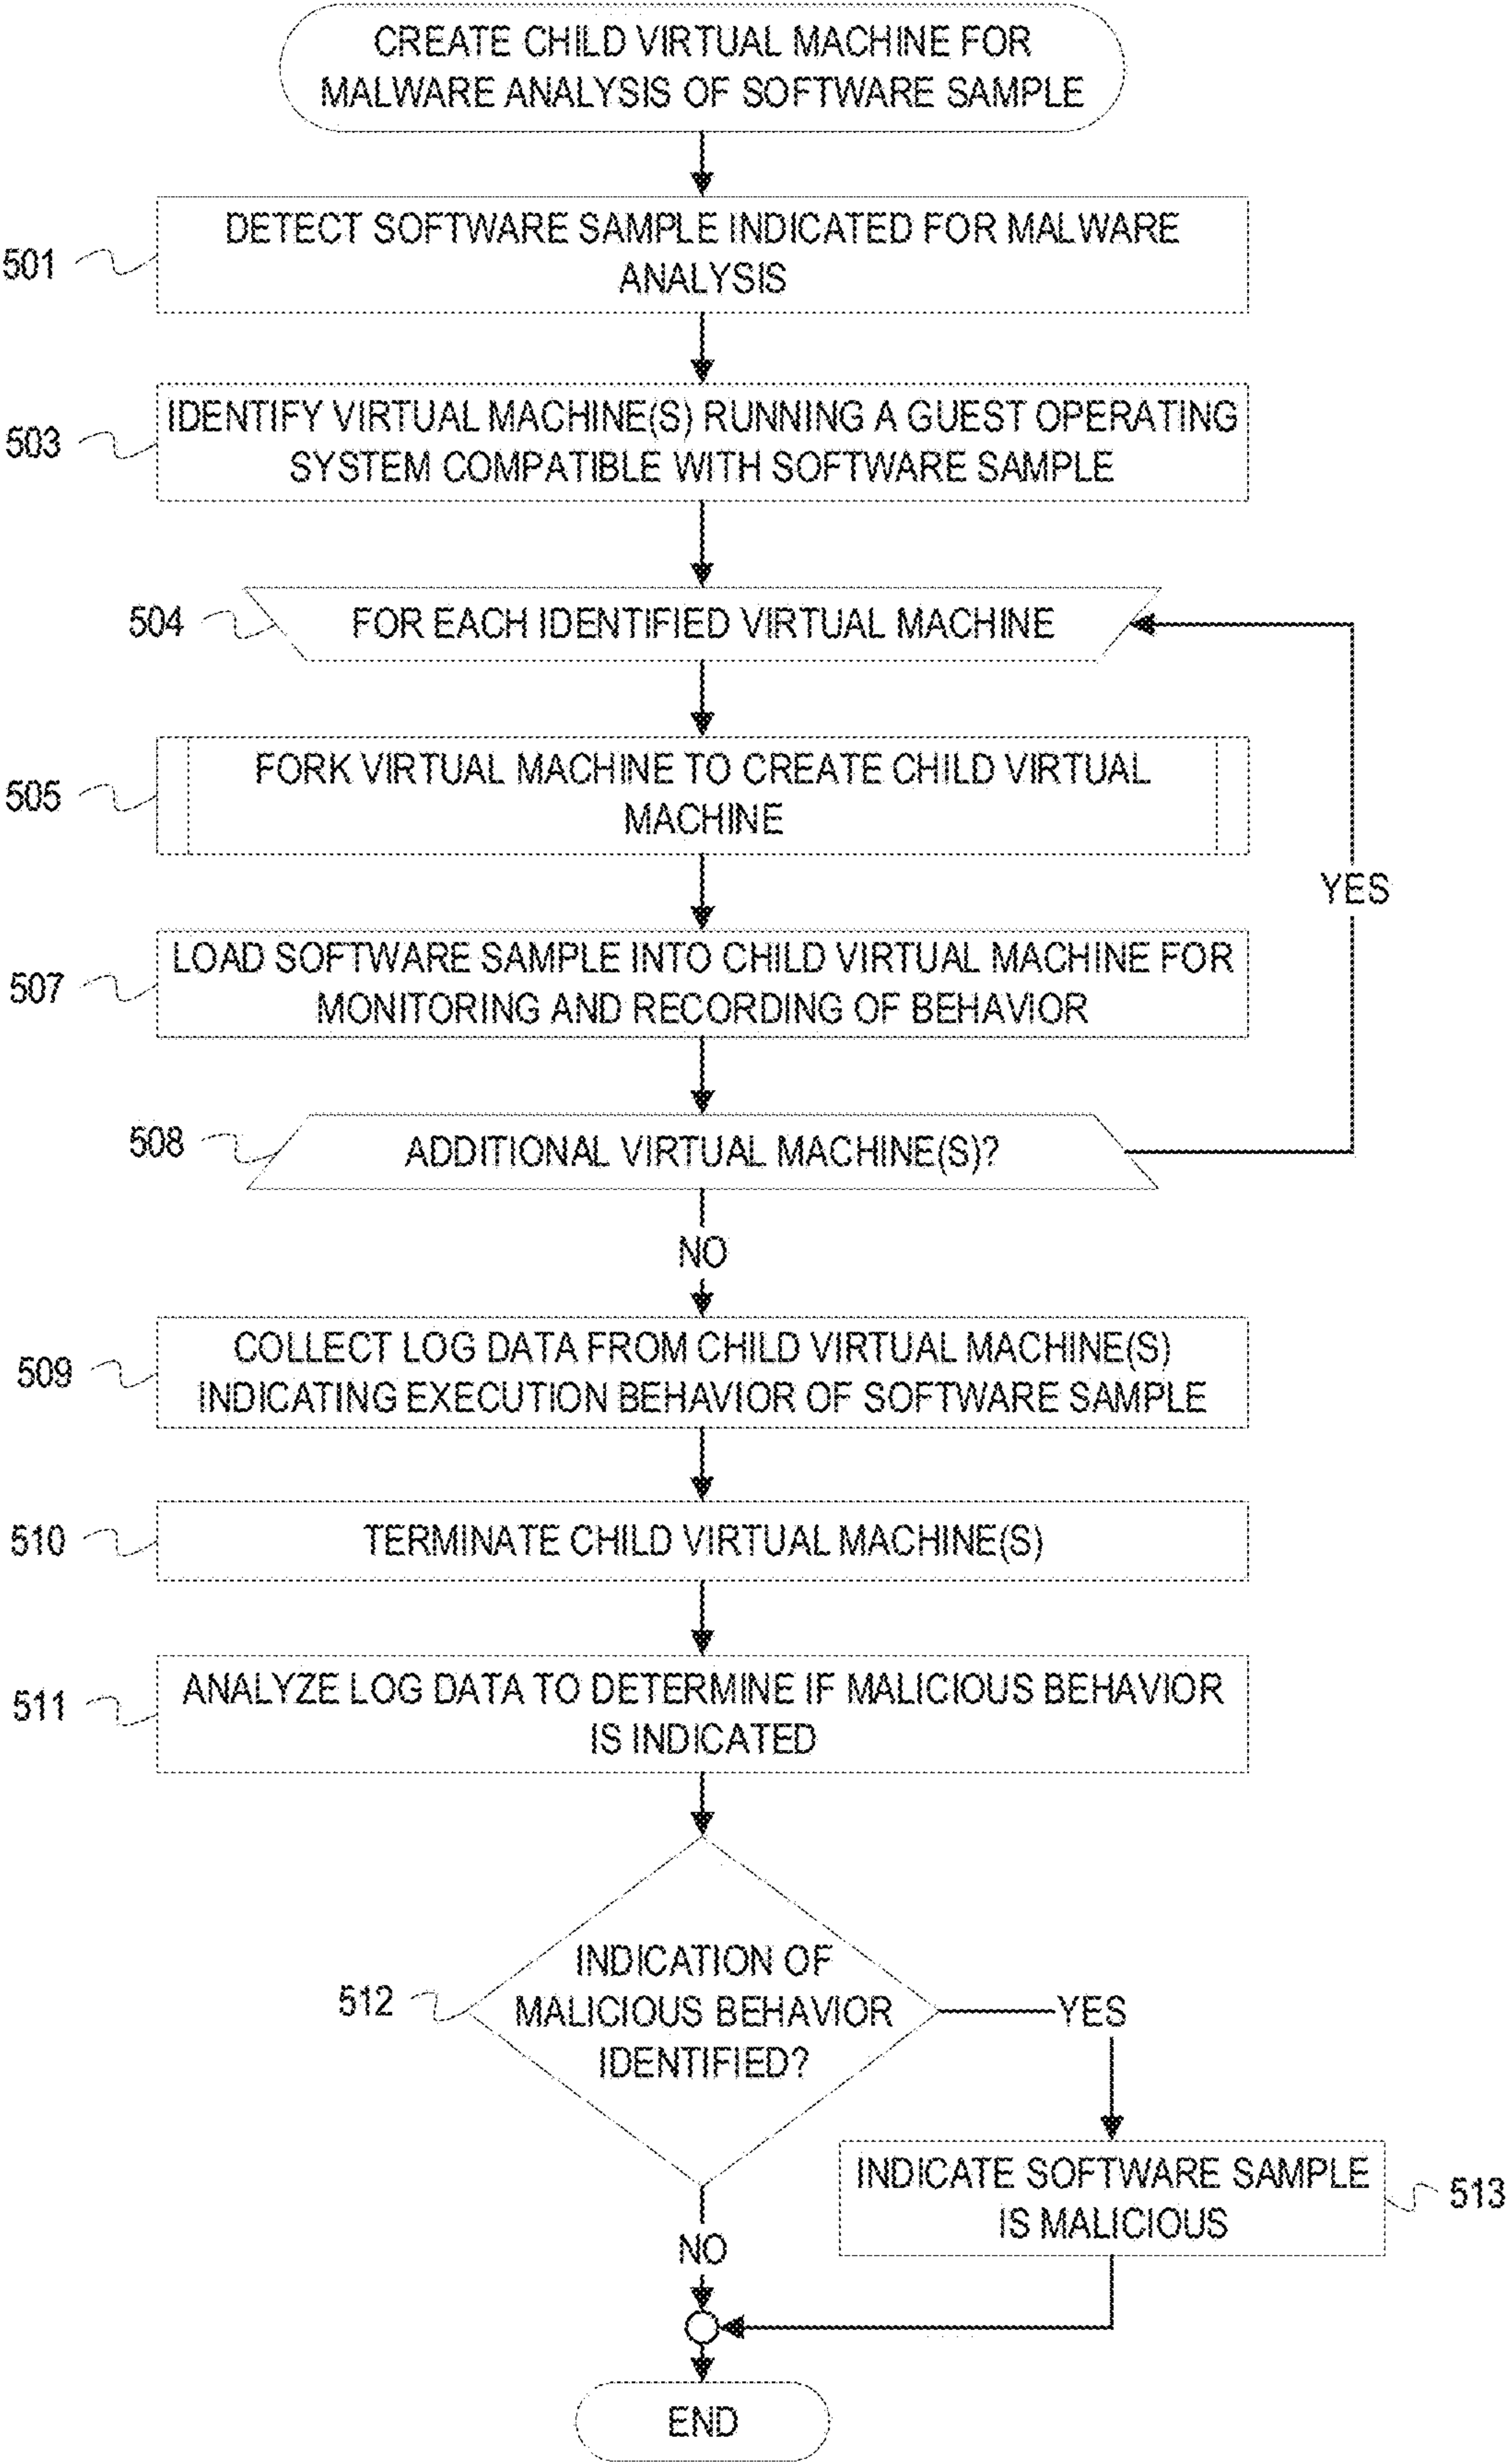 CREATE CHILD VIRTUAL MACHINE FOR
MALWARE ANALYSIS OF SOFTWARE SAMPLE
501
DETECT SOFTWARE SAMPLE INDICATED FOR MALWARE
ANALYSIS
503
IDENTIFY VIRTUAL MACHINE(S) RUNNING A GUEST OPERATING
SYSTEM COMPATIBLE WITH SOFTWARE SAMPLE
504
FOR EACH IDENTIFIED VIRTUAL MACHINE
505
FORK VIRTUAL MACHINE TO CREATE CHILD VIRTUAL
MACHINE
YES
507
LOAD SOFTWARE SAMPLE INTO CHILD VIRTUAL MACHINE FOR
MONITORING AND RECORDING OF BEHAVIOR
508
ADDITIONAL VIRTUAL MACHINE(S)?
NO
509
COLLECT LOG DATA FROM CHILD VIRTUAL MACHINE(S)
INDICATING EXECUTION BEHAVIOR OF SOFTWARE SAMPLE
510
TERMINATE CHILD VIRTUAL MACHINE(S)
511
ANALYZE LOG DATA TO DETERMINE IF MALICIOUS BEHAVIOR
IS INDICATED
512
INDICATION OF
MALICIOUS BEHAVIOR
IDENTIFIED?
YES
INDICATE SOFTWARE SAMPLE
IS MALICIOUS
513
NO
END